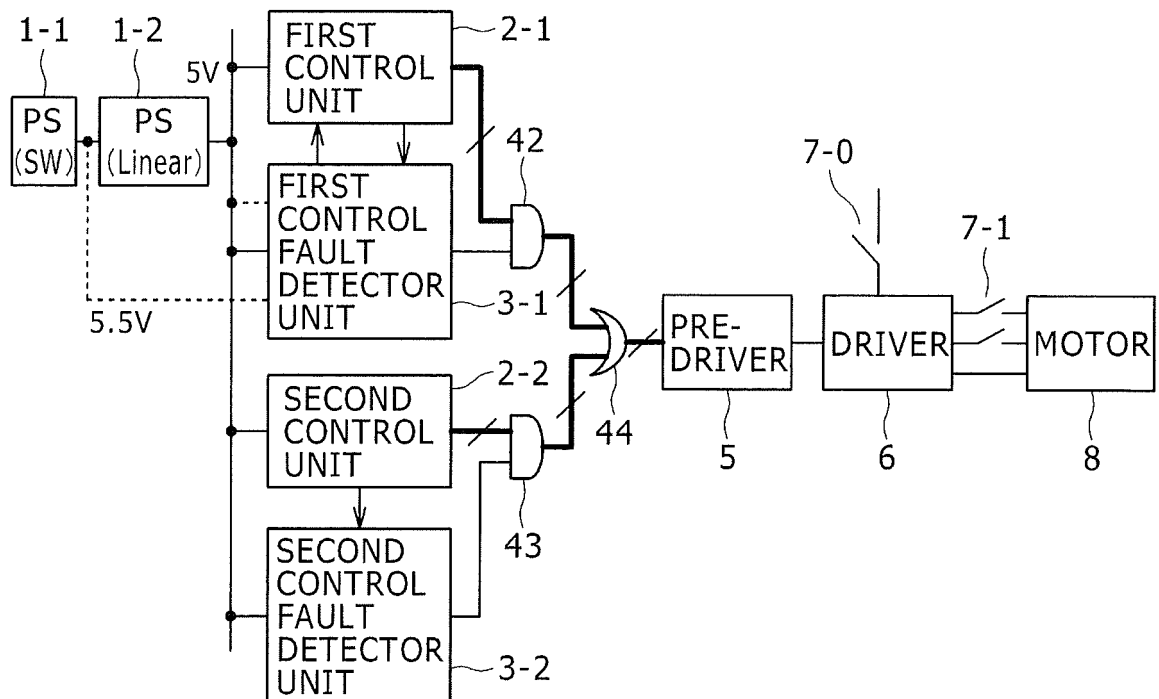 1-1
1-2
PS
(SW)
PS
(Linear)
5V
5.5V
FIRST
CONTROL
UNIT
2-1
FIRST
CONTROL
FAULT
DETECTOR
UNIT
3-1
42
SECOND
CONTROL
UNIT
2-2
43
44
SECOND
CONTROL
FAULT
DETECTOR
UNIT
3-2
PRE-
DRIVER
5
7-0
DRIVER
6
7-1
MOTOR
8